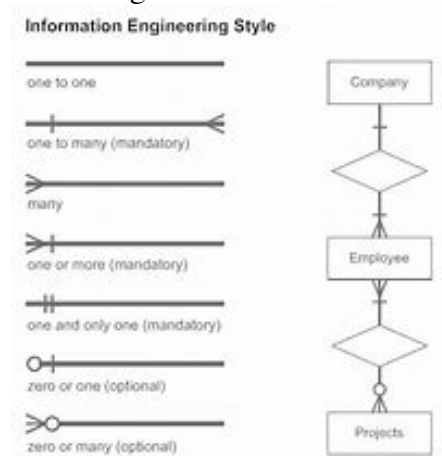 Information Engineering Style
one to one
one to many (mandatory)
many
one or more (mandatory)
one and only one (mandatory)
zero or one (optional)
zero or many (optional)
Company
Employee
Projects